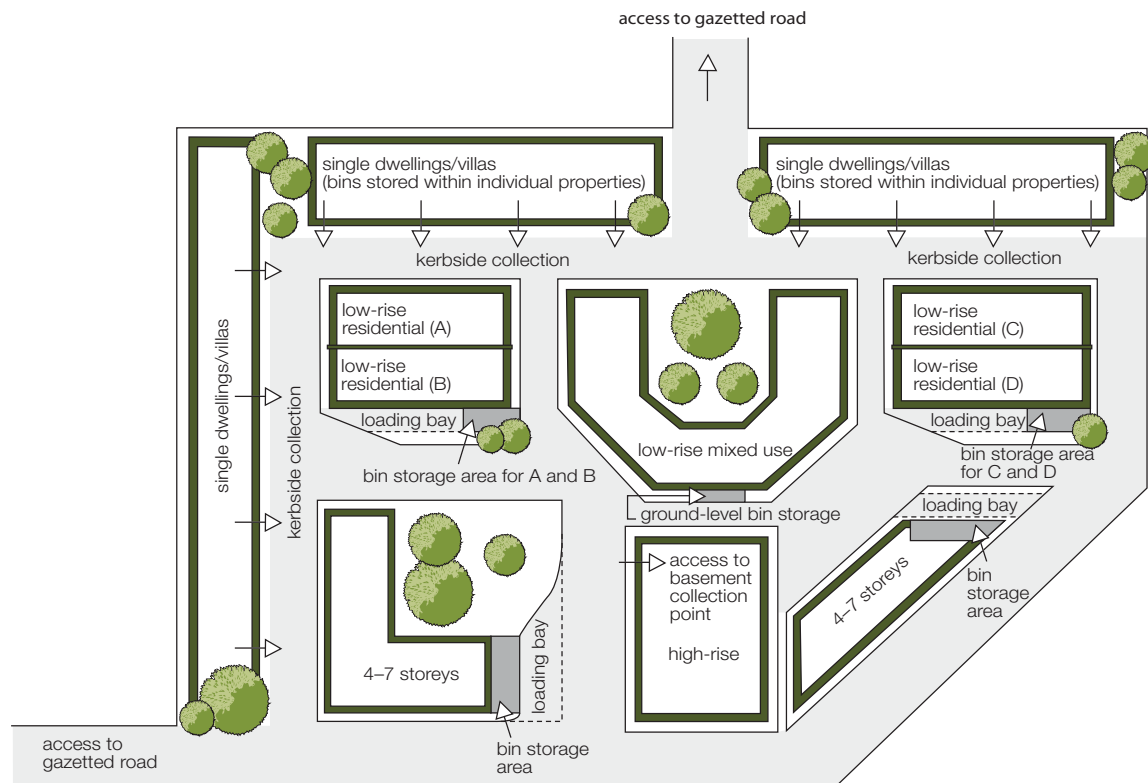 access to gazetted road
single dwellings/villas
(bins stored within individual properties)
single dwellings/villas
(bins stored within individual properties)
kerbside collection
kerbside collection
single dwellings/villas
kerbside collection
low-rise
residential (A)
low-rise
residential (B)
loading bay
bin storage area for A and B
low-rise mixed use
ground-level bin storage
low-rise
residential (C)
low-rise
residential (D)
loading bay
bin storage area
for C and D
4–7 storeys
loading bay
bin storage
area
access to
basement
collection
point
high-rise
loading bay
4–7 storeys
bin
storage
area
access to
gazetted road